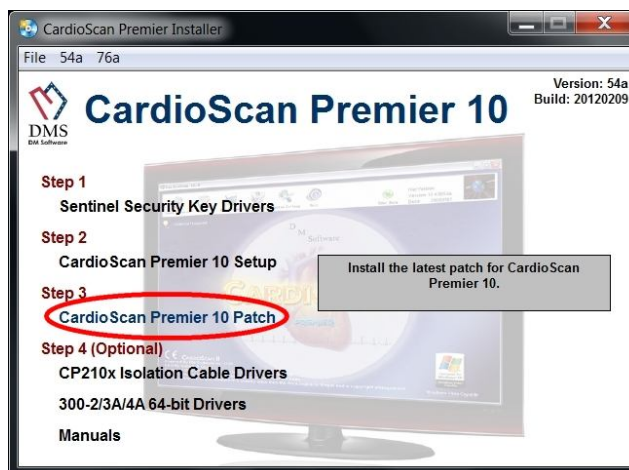 CardioScan Premier Installer
File 54a 76a
Version: 54a
Build: 20120209
DMS
DM Software
CardioScan Premier 10
Step 1
Sentinel Security Key Drivers
Step 2
CardioScan Premier 10 Setup
Install the latest patch for CardioScan
Premier 10.
Step 3
CardioScan Premier 10 Patch
Step 4 (Optional)
CP210x Isolation Cable Drivers
300-2/3A/4A 64-bit Drivers
Manuals
DM Software